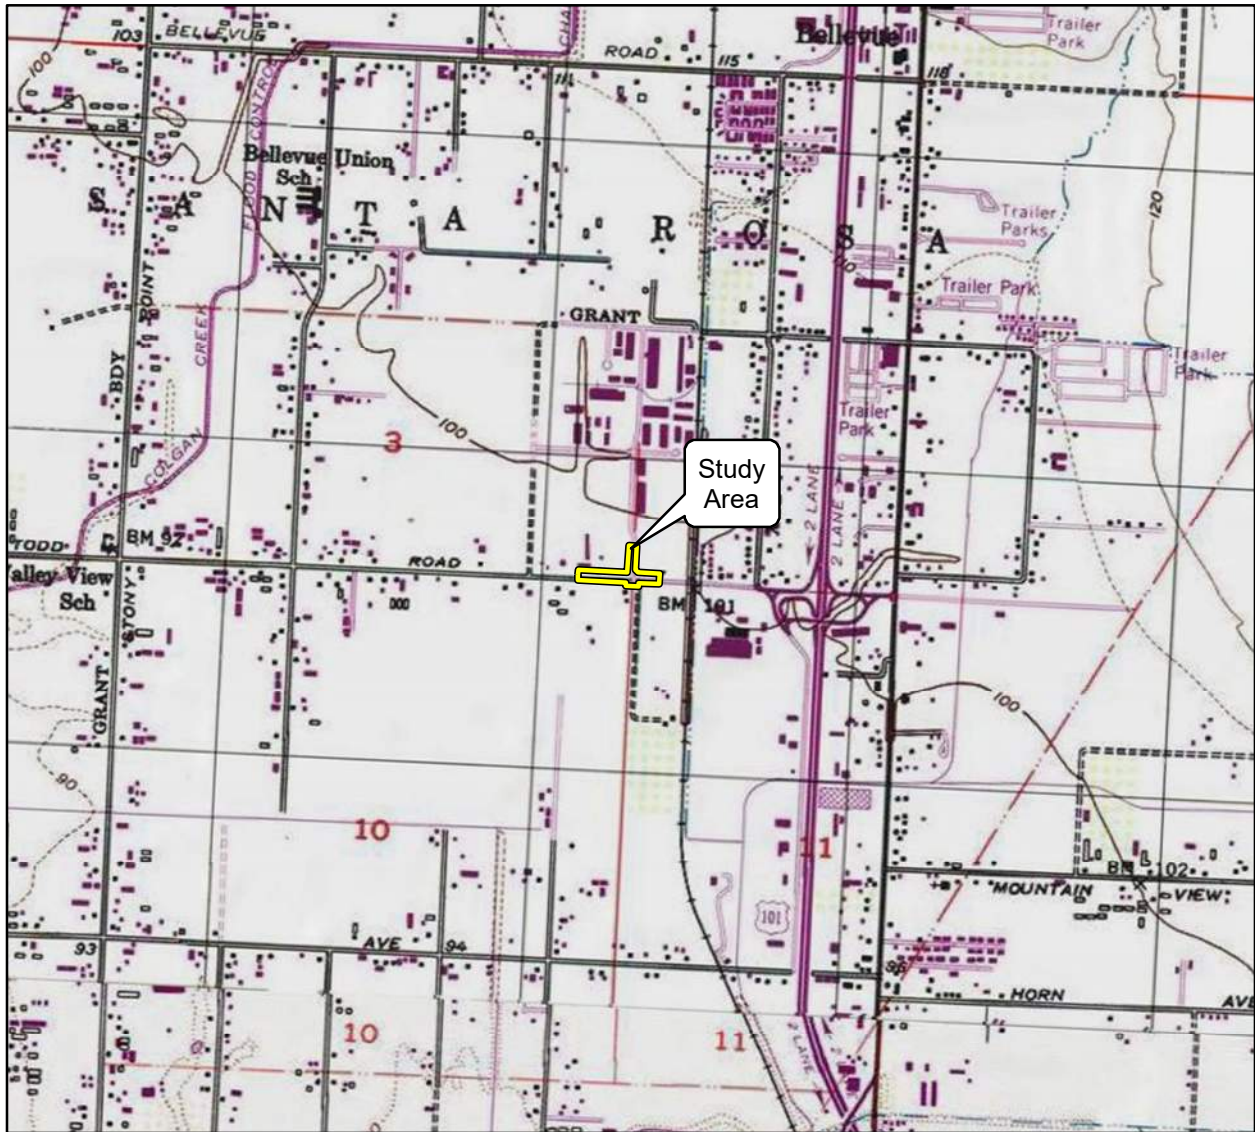 103
BELLEVUE
ROAD
Bellevue
Trailer
Park
100
111
115
118
FLOOD CONTROL
Bellevue Union
Sch
S A N T A R O S A
Trailer
Parks
120
POINT
110
Trailer Park
GRANT
CREEK
BDY
Trailer
Park
Trailer
Park
COLGAN
3
100
Study
Area
2 LANE
2 LANE
TODD
BM 92
ROAD
Valley View
Sch
BM 101
STONY
GRANT
100
90
10
11
BM 102
MOUNTAIN VIEW
101
93
AVE
94
HORN AVE
10
11
2 LANE